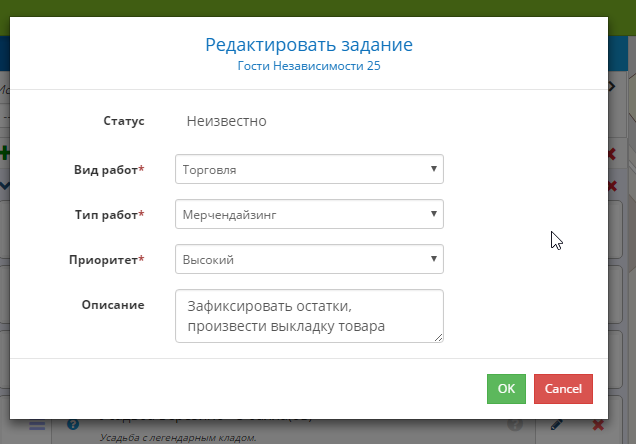 Редактировать задание
Гости Независимости 25
Статус Неизвестно
Вид работ* Торговля
Тип работ* Мерчендайзинг
Приоритет* Высокий
Описание Зафиксировать остатки,
произвести выкладку товара
OK Cancel
Усадьба с легендарным кладом.